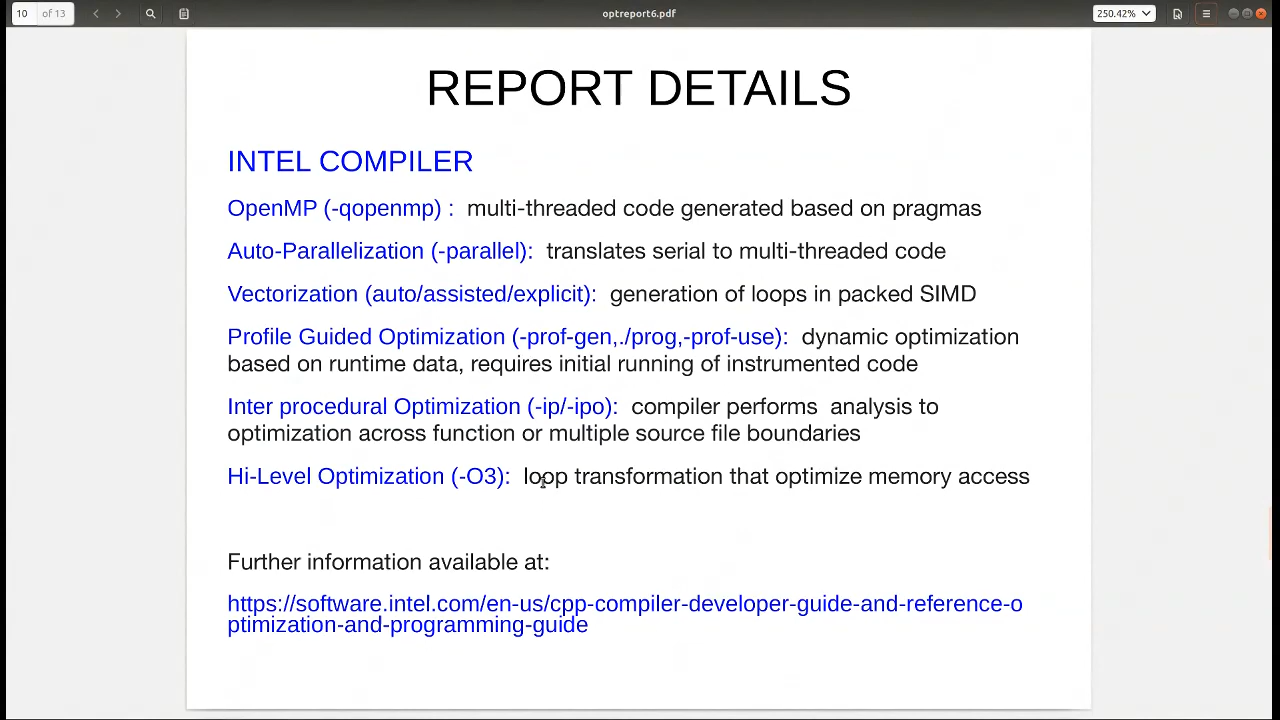 10 of 13
optreport6.pdf
250.42%
REPORT DETAILS
INTEL COMPILER
OpenMP (-qopenmp) : multi-threaded code generated based on pragmas
Auto-Parallelization (-parallel): translates serial to multi-threaded code
Vectorization (auto/assisted/explicit): generation of loops in packed SIMD
Profile Guided Optimization (-prof-gen,./prog,-prof-use): dynamic optimization
based on runtime data, requires initial running of instrumented code
Inter procedural Optimization (-ip/-ipo): compiler performs analysis to
optimization across function or multiple source file boundaries
Hi-Level Optimization (-O3): loop transformation that optimize memory access
Further information available at:
https://software.intel.com/en-us/cpp-compiler-developer-guide-and-reference-o
ptimization-and-programming-guide